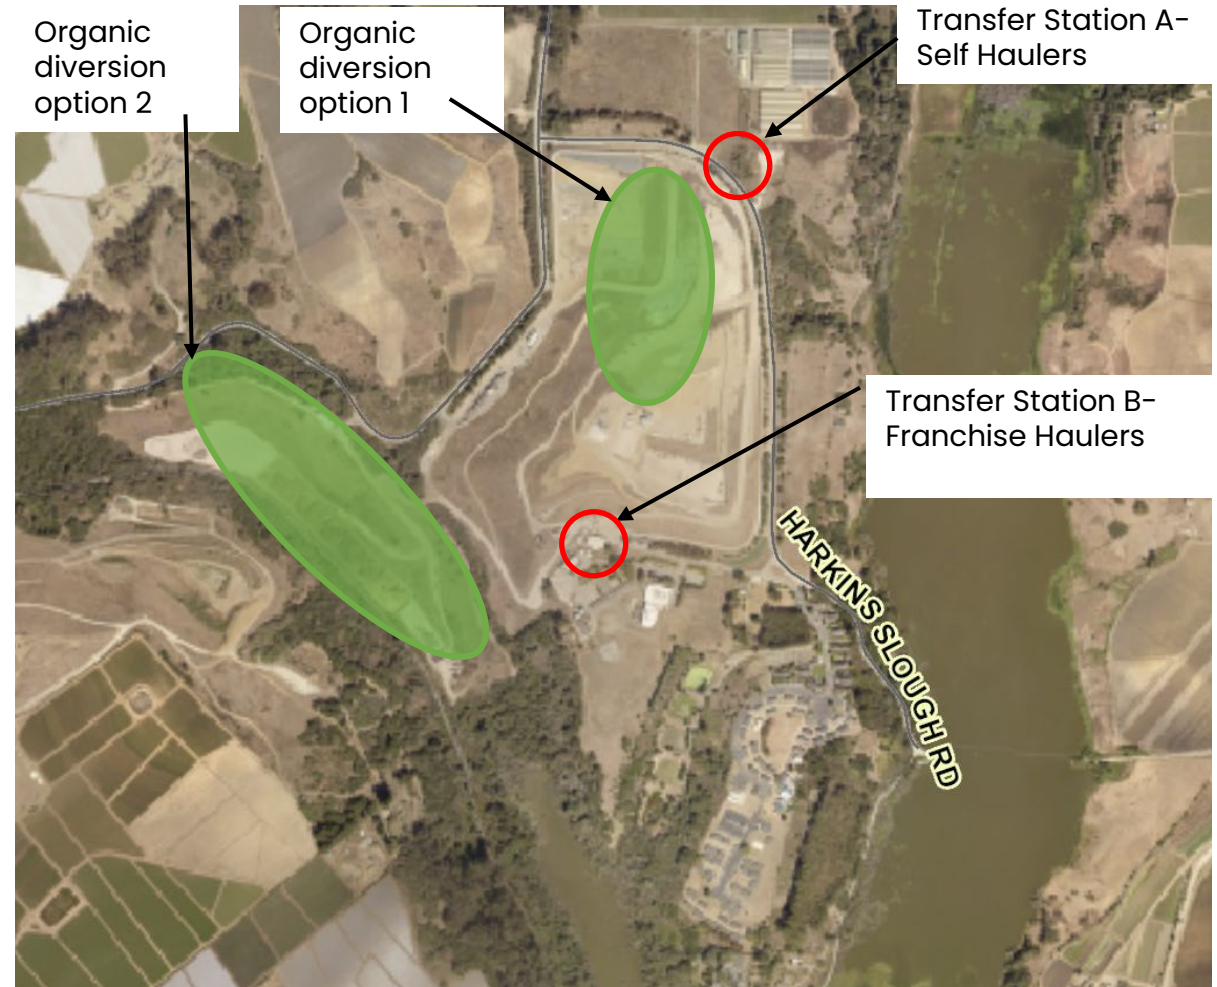 Organic
diversion
option 2
Organic
diversion
option 1
Transfer Station A-
Self Haulers
Transfer Station B-
Franchise Haulers
HARKINS SLOUGH RD